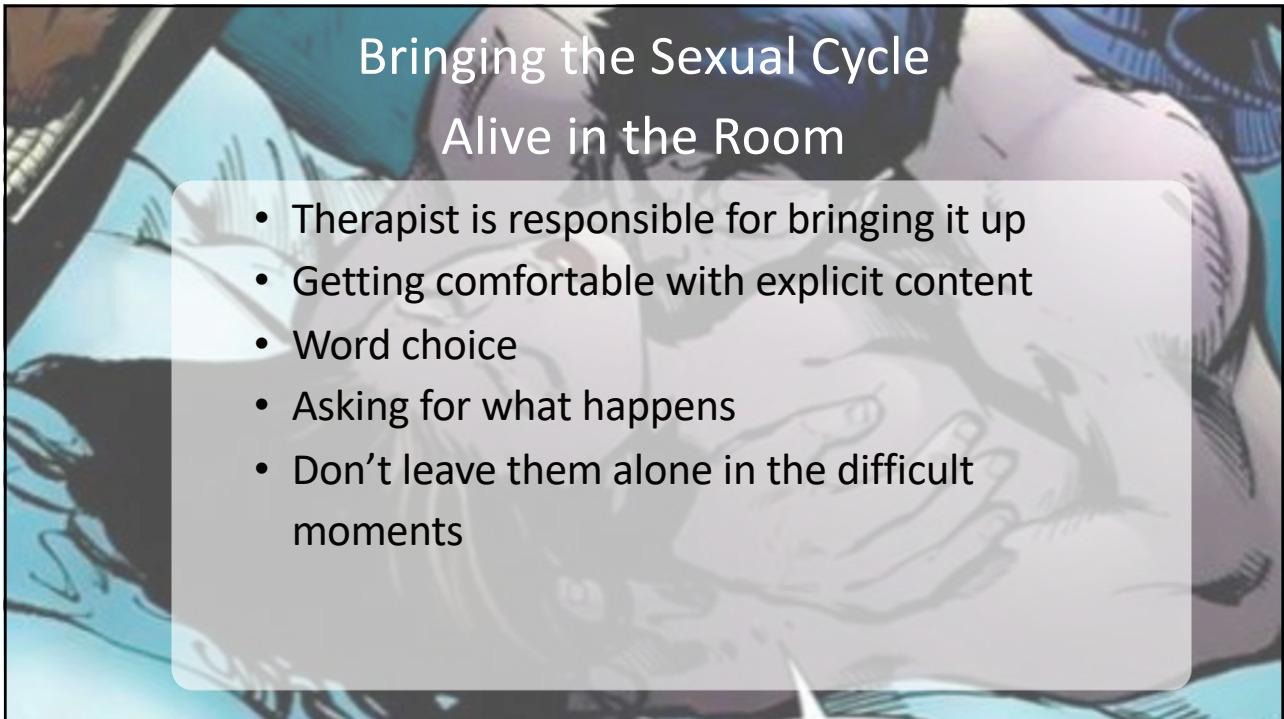 Bringing the Sexual Cycle
Alive in the Room
• Therapist is responsible for bringing it up
• Getting comfortable with explicit content
• Word choice
• Asking for what happens
• Don’t leave them alone in the difficult
moments